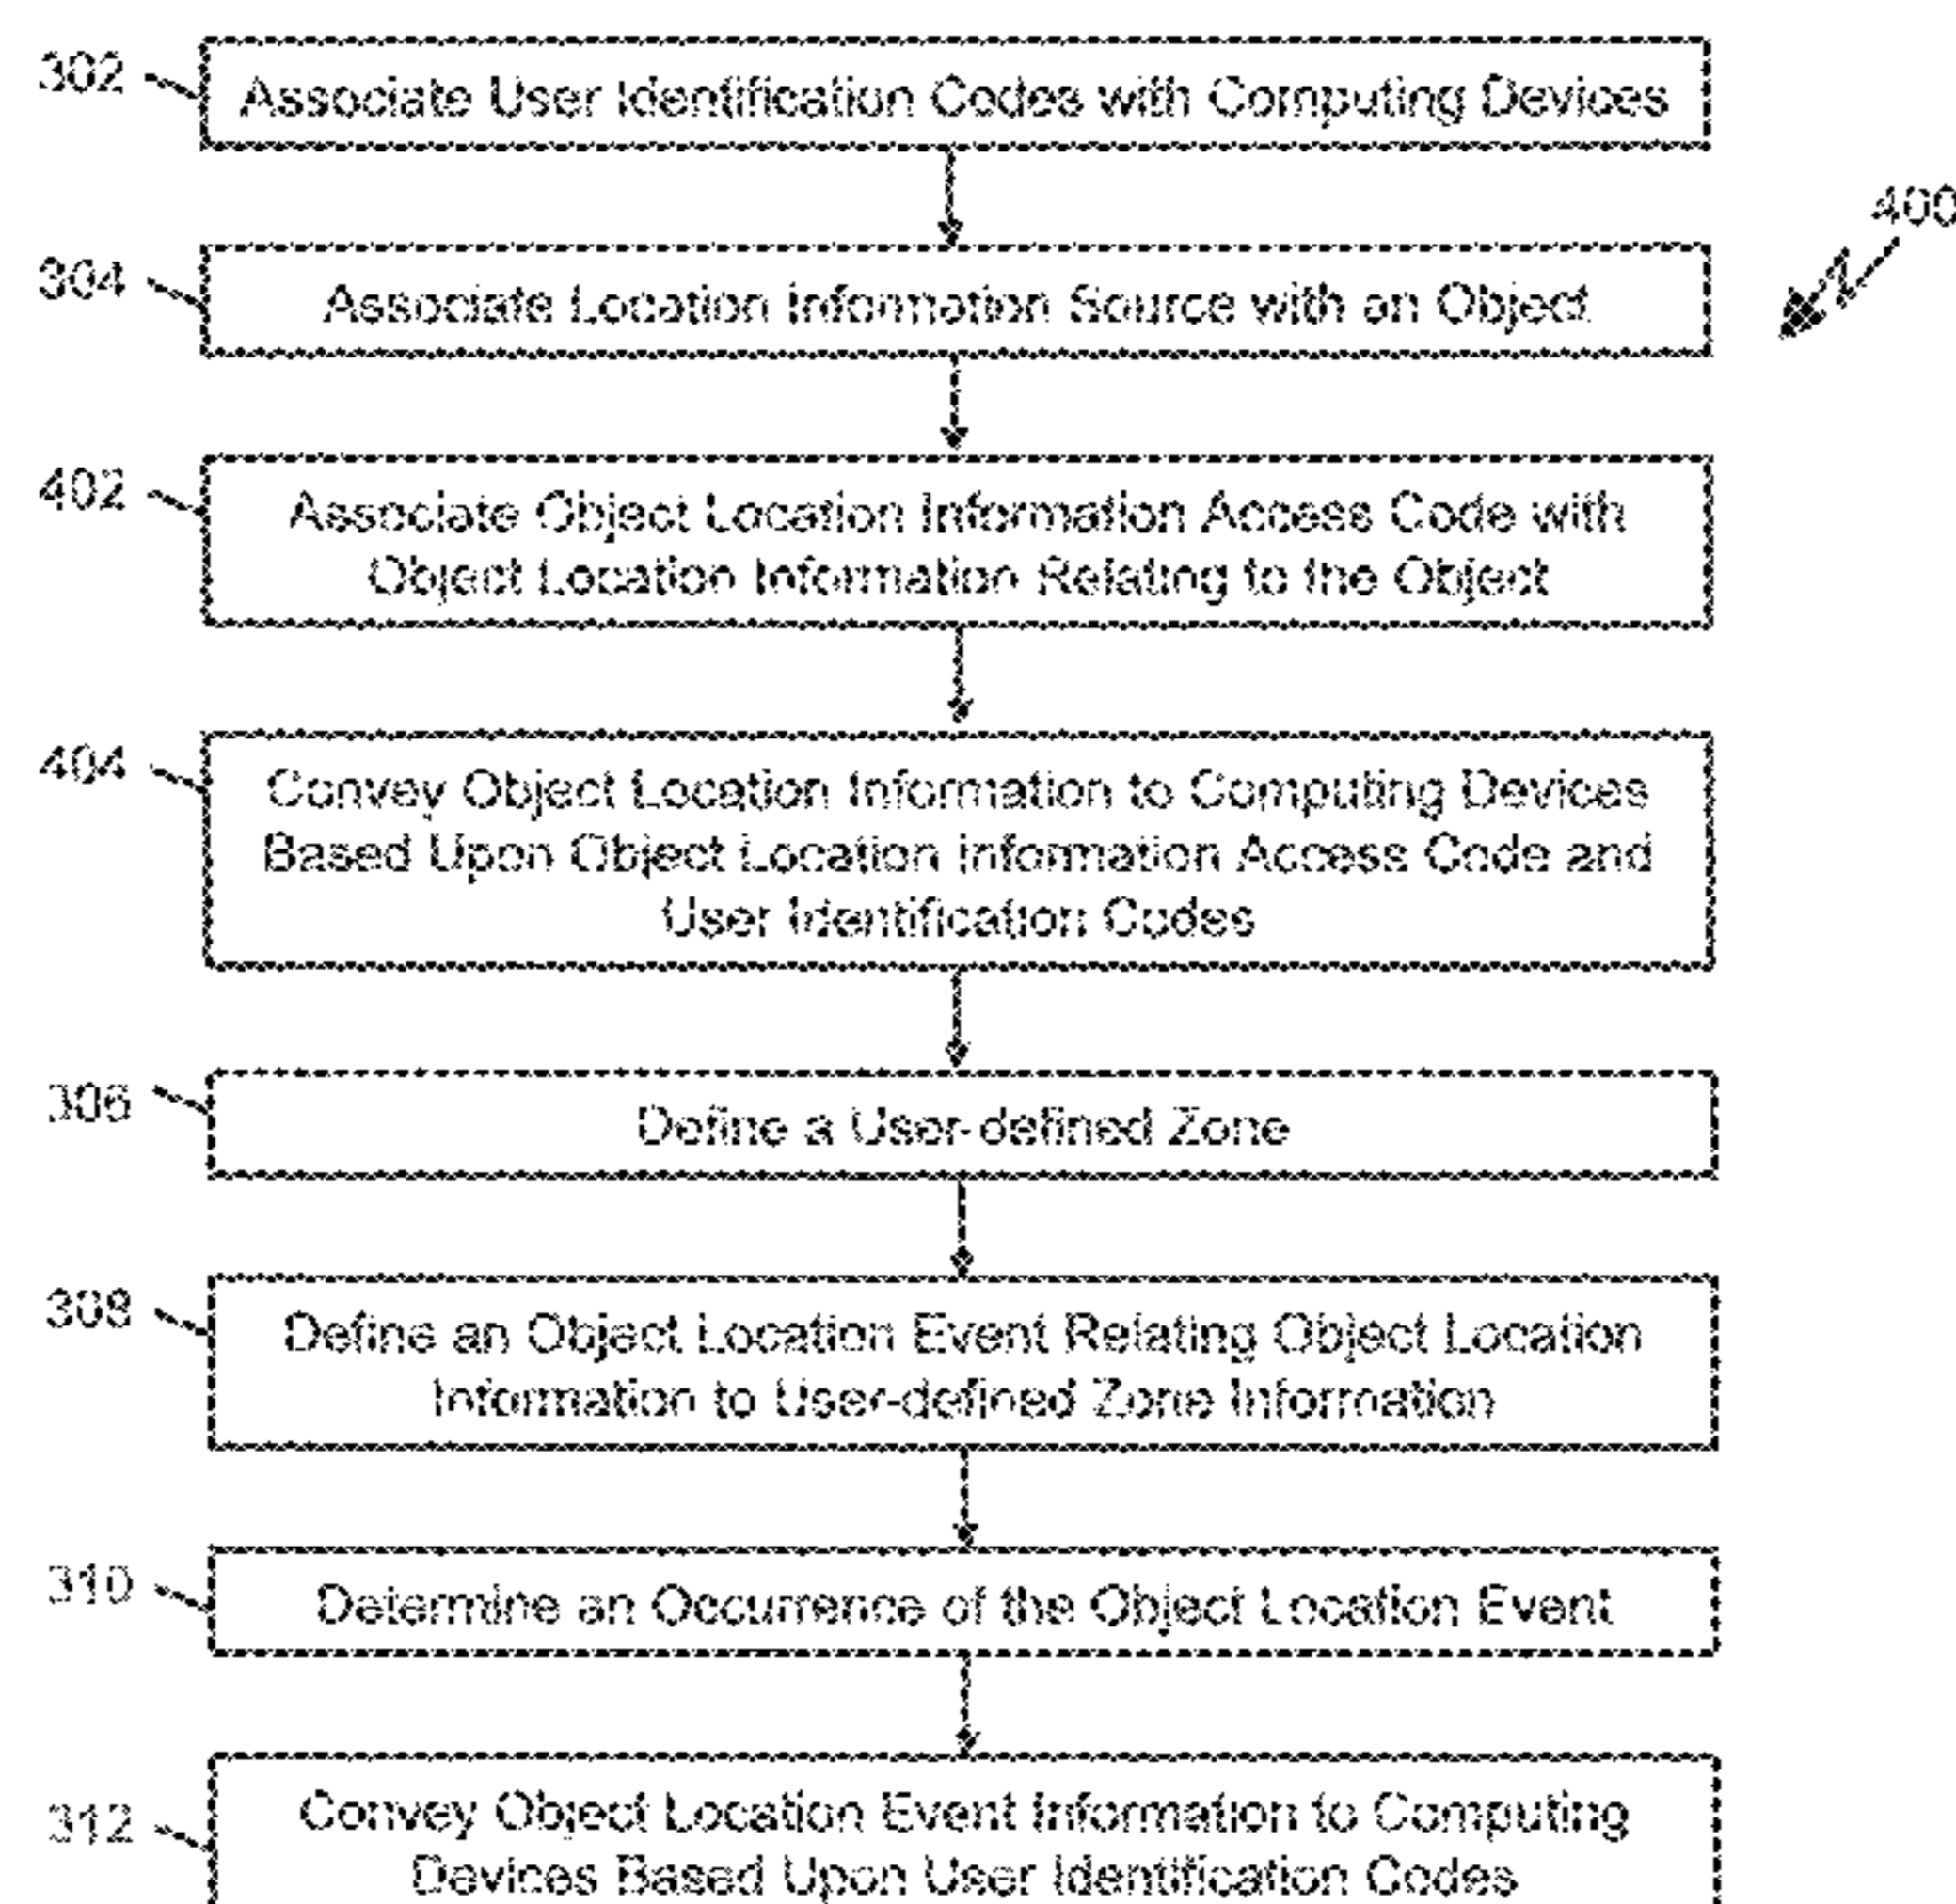 302
Associate User Identification Codes with Computing Devices
400
304
Associate Location Information Source with an Object
402
Associate Object Location Information Access Code with
Object Location Information Relating to the Object
404
Convey Object Location Information to Computing Devices
Based Upon Object Location Information Access Code and
User Identification Codes
306
Define a User-defined Zone
308
Define an Object Location Event Relating Object Location
Information to User-defined Zone Information
310
Determine an Occurrence of the Object Location Event
312
Convey Object Location Event Information to Computing
Devices Based Upon User Identification Codes